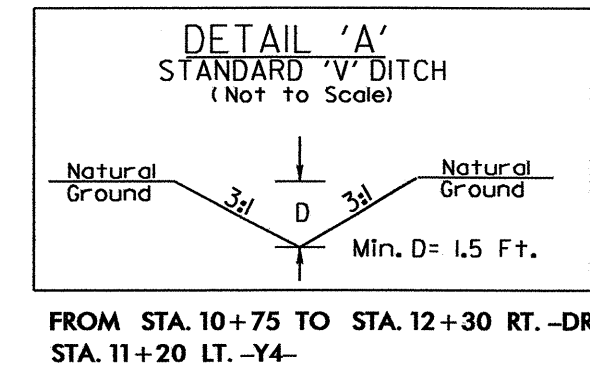 DETAIL 'A'
STANDARD 'V' DITCH
(Not to Scale)
Natural
Ground
3:1
D
3:1
Natural
Ground
Min. D= 1.5 Ft.
FROM STA. 10+75 TO STA. 12+30 RT. -DR
STA. 11+20 LT. -Y4-